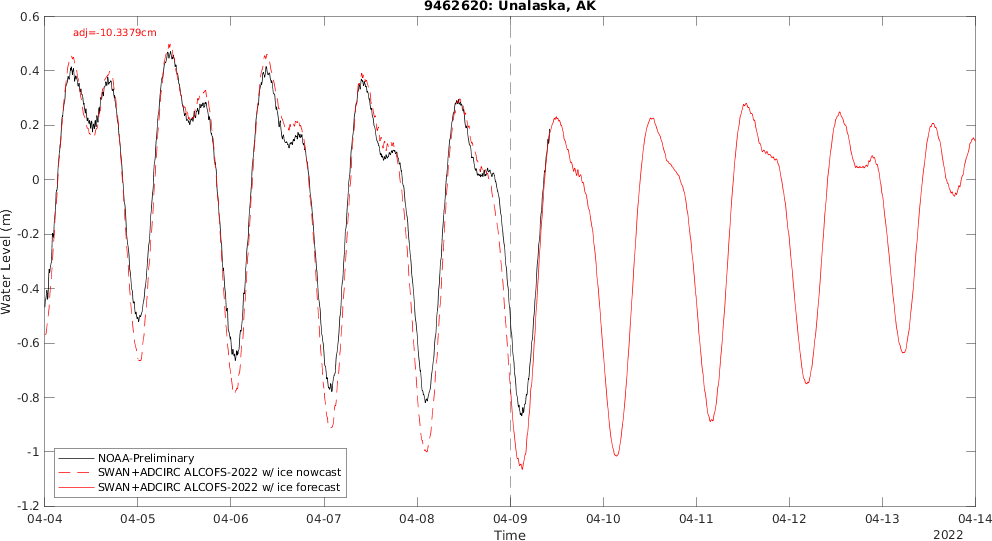 9462620: Unalaska, AK
adj=-10.3379cm
0.6
0.4
0.2
0
-0.2
-0.4
-0.6
-0.8
-1
-1.2
Water Level (m)
NOAA-Preliminary
SWAN+ADCIRC ALCOFS-2022 w/ ice nowcast
SWAN+ADCIRC ALCOFS-2022 w/ ice forecast
04-04 04-05 04-06 04-07 04-08 04-09 04-10 04-11 04-12 04-13 04-14
Time
2022